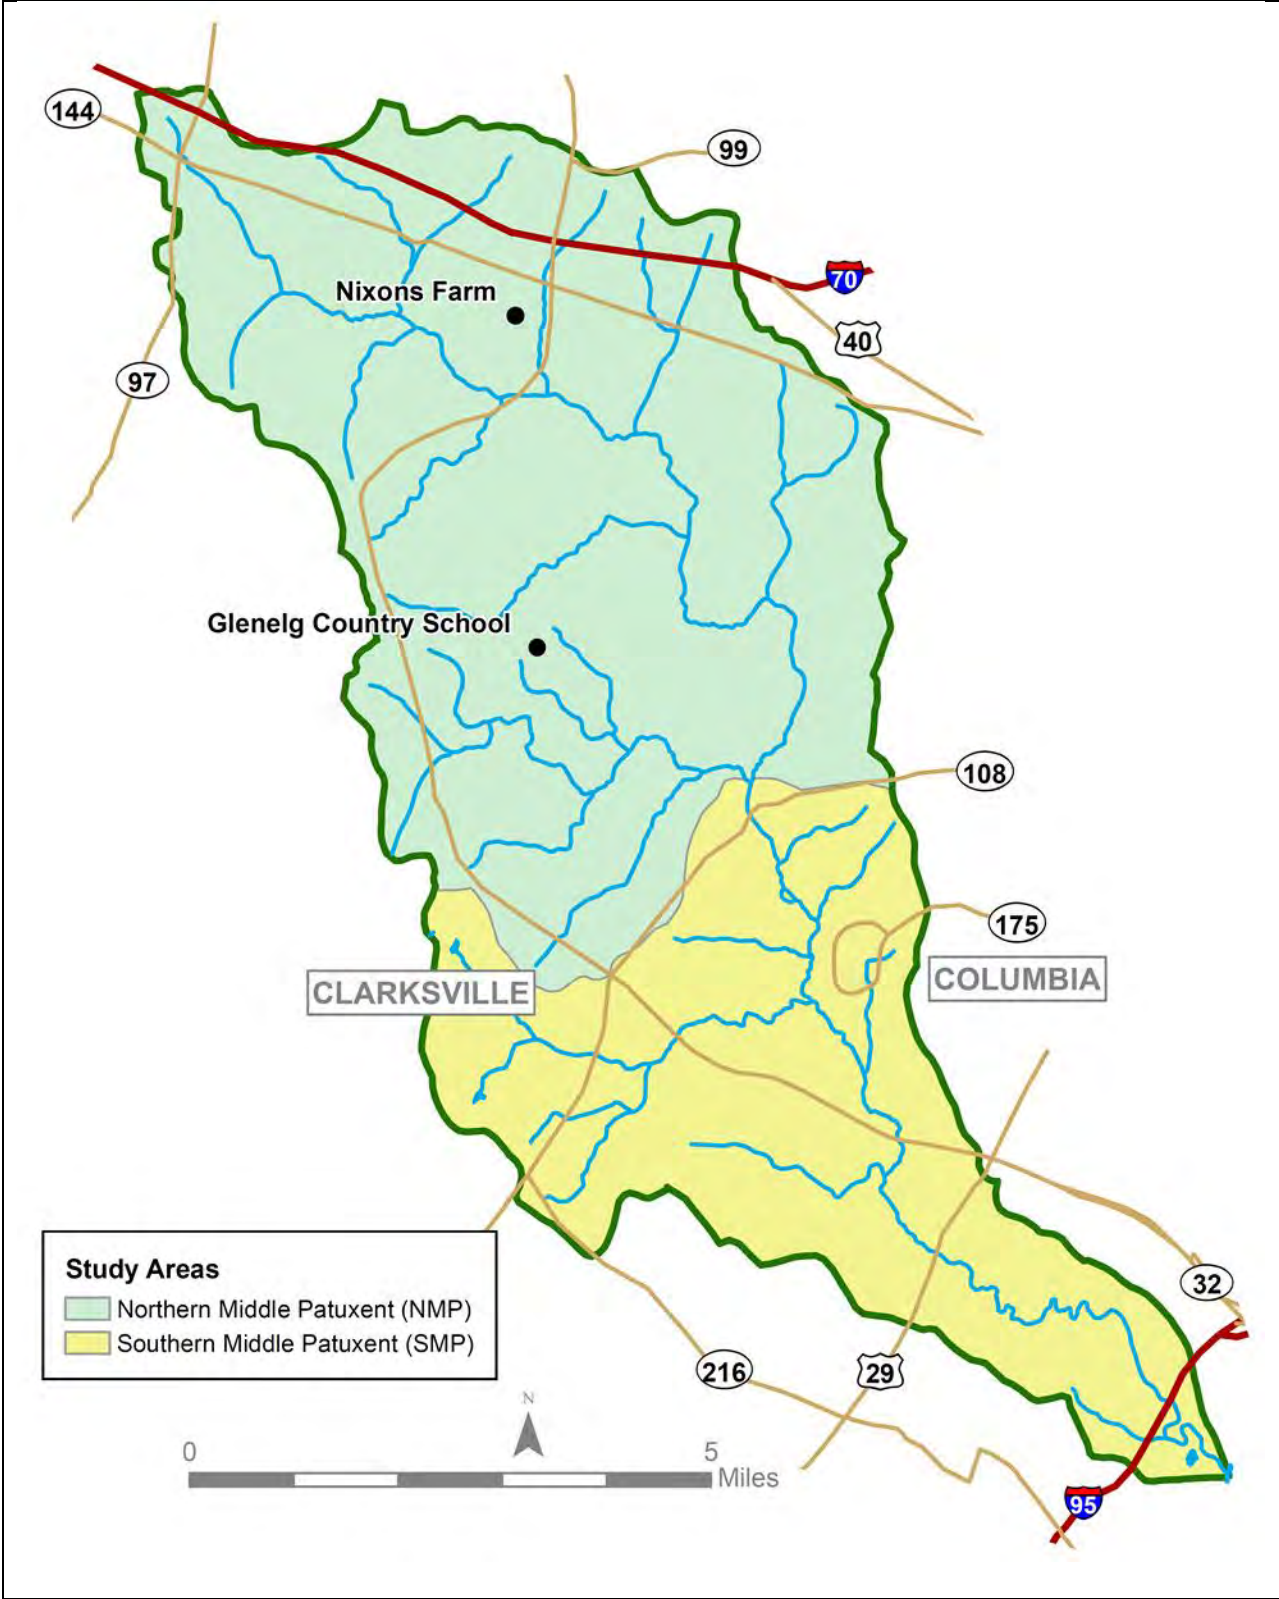 144
99
70
Nixons Farm
40
97
Glenelg Country School
108
175
CLARKSVILLE
COLUMBIA
Study Areas
Northern Middle Patuxent (NMP)
Southern Middle Patuxent (SMP)
32
216
29
N
0
5
Miles
95